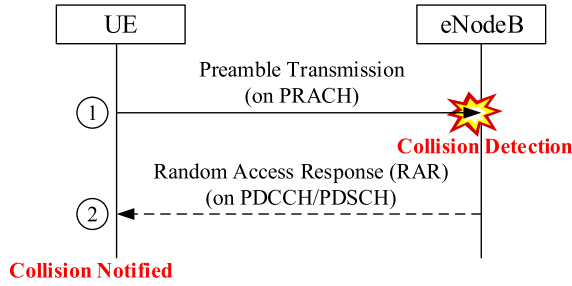 UE
eNodeB
Preamble Transmission
(on PRACH)
1
Collision Detection
Random Access Response (RAR)
(on PDCCH/PDSCH)
2
Collision Notified